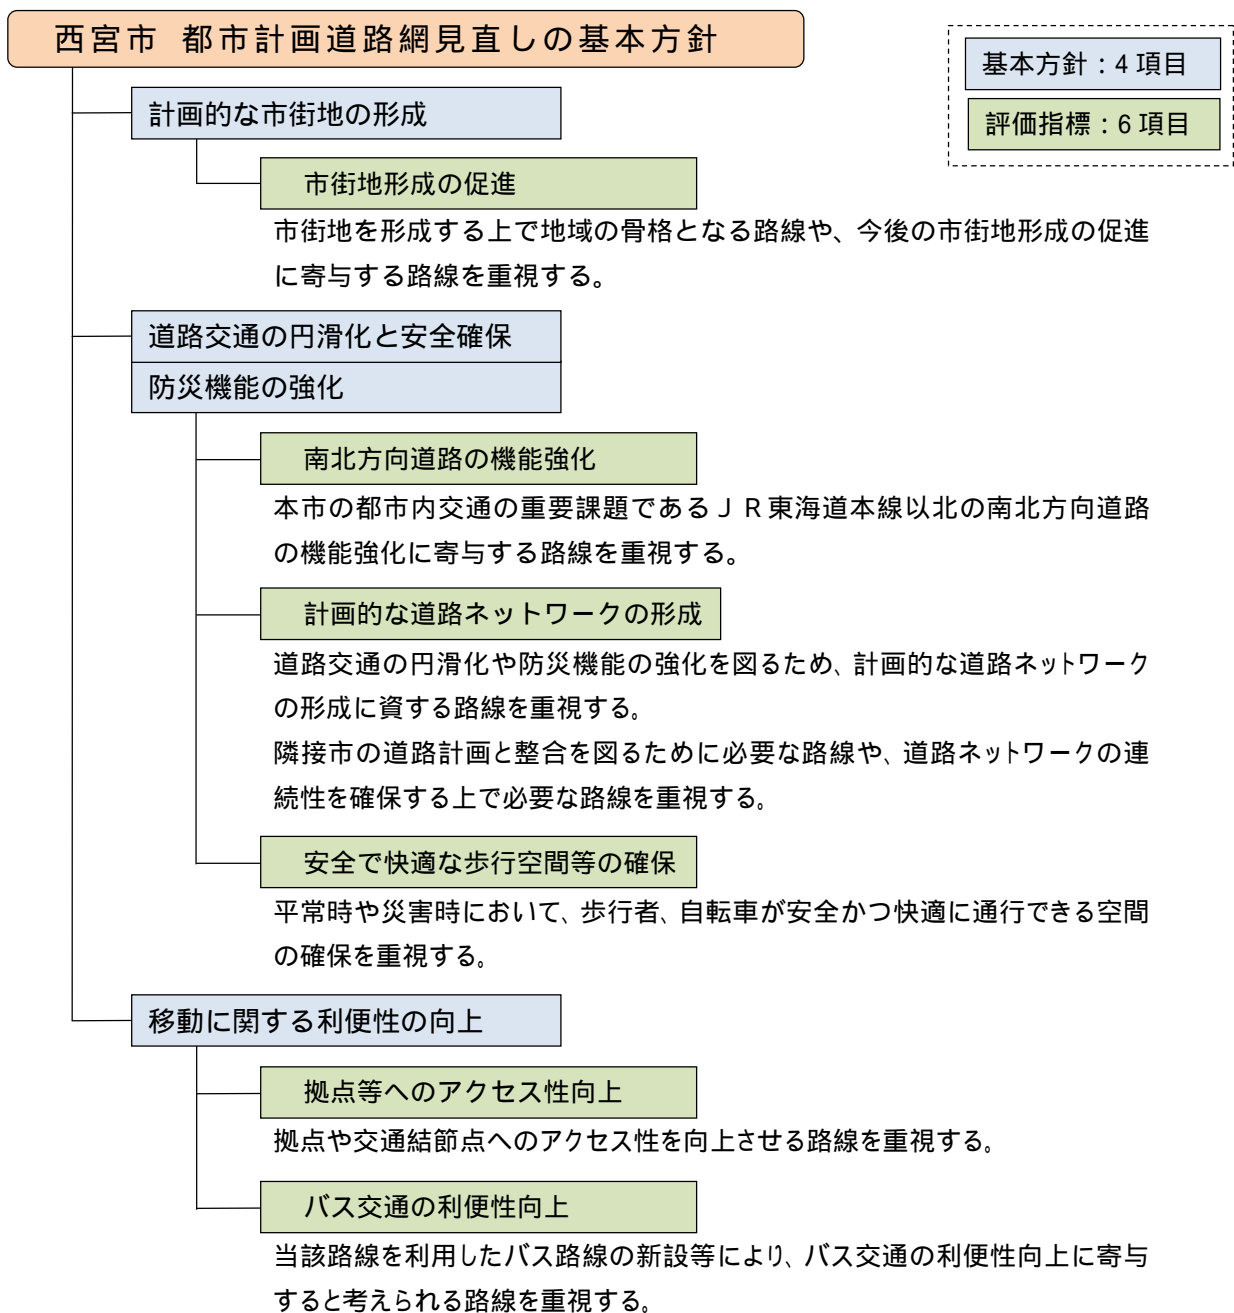 西宮市 都市計画道路網見直しの基本方針
基本方針：4 項目
評価指標：6 項目
計画的な市街地の形成
市街地形成の促進
市街地を形成する上で地域の骨格となる路線や、今後の市街地形成の促進
に寄与する路線を重視する。
道路交通の円滑化と安全確保
防災機能の強化
南北方向道路の機能強化
本市の都市内交通の重要課題であるＪＲ東海道本線以北の南北方向道路
の機能強化に寄与する路線を重視する。
計画的な道路ネットワークの形成
道路交通の円滑化や防災機能の強化を図るため、計画的な道路ネットワーク
の形成に資する路線を重視する。
隣接市の道路計画と整合を図るために必要な路線や、道路ネットワークの連
続性を確保する上で必要な路線を重視する。
安全で快適な歩行空間等の確保
平常時や災害時において、歩行者、自転車が安全かつ快適に通行できる空間
の確保を重視する。
移動に関する利便性の向上
拠点等へのアクセス性向上
拠点や交通結節点へのアクセス性を向上させる路線を重視する。
バス交通の利便性向上
当該路線を利用したバス路線の新設等により、バス交通の利便性向上に寄与
すると考えられる路線を重視する。